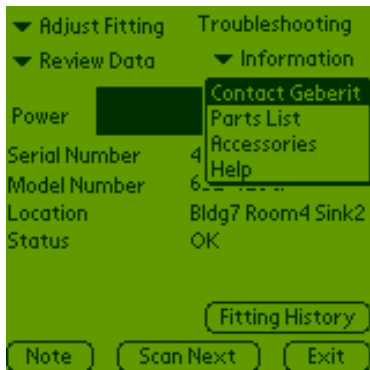 Adjust Fitting
Troubleshooting
Review Data
Information
Contact Geberit
Parts List
Accessories
Help
Power
Serial Number 4
Model Number
Location Bldg7 Room4 Sink2
Status OK
Fitting History
Note Scan Next Exit